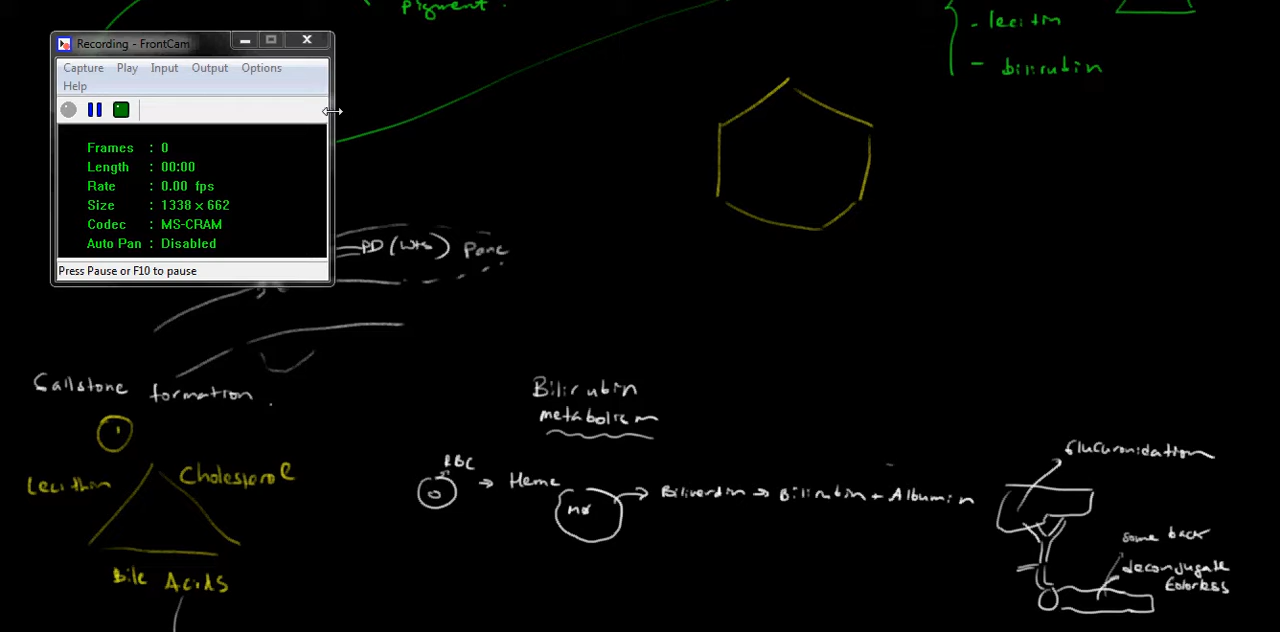 pigment.
- lecithn
- bilirubin
Recording - FrontCam
Capture Play Input Output Options
Help
Frames : 0
Length : 00:00
Rate : 0.00 fps
Size : 1338 x 662
Codec : MS-CRAM
Auto Pan : Disabled
Press Pause or F10 to pause
PD (Wts) Panc
Gallstone formation.
Lecithin
Cholesterol
Bile Acids
Bilirubin
metabolism
RBC
Heme
Biliverdin → Bilirubin + Albumin
Glucuronidation
some back
deconjugate
Colorless